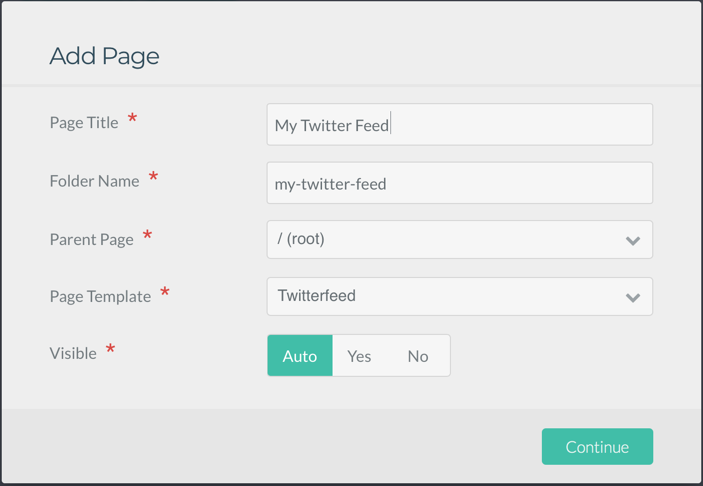 Add Page
Page Title * My Twitter Feed
Folder Name * my-twitter-feed
Parent Page * / (root)
Page Template * Twitterfeed
Visible * Auto Yes No
Continue